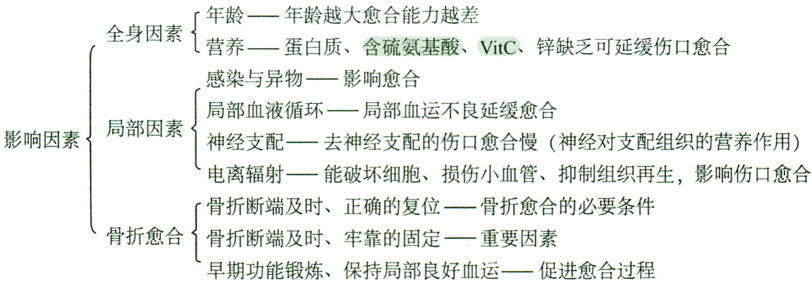 影响因素
全身因素
年龄——年龄越大愈合能力越差
营养——蛋白质、含硫氨基酸、VitC、锌缺乏可延缓伤口愈合
局部因素
感染与异物——影响愈合
局部血液循环——局部血运不良延缓愈合
神经支配——去神经支配的伤口愈合慢（神经对支配组织的营养作用）
电离辐射——能破坏细胞、损伤小血管、抑制组织再生，影响伤口愈合
骨折愈合
骨折断端及时、正确的复位——骨折愈合的必要条件
骨折断端及时、牢靠的固定——重要因素
早期功能锻炼、保持局部良好血运——促进愈合过程